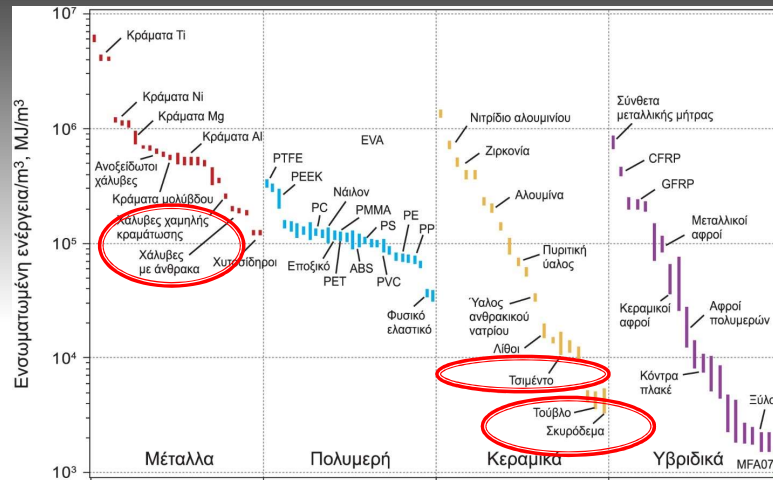 Ενσωματωμένη ενέργεια/m³, MJ/m³
10⁷
10⁶
10⁵
10⁴
10³
Κράματα Ti
Κράματα Ni
Κράματα Mg
Κράματα Al
Ανοξείδωτοι
χάλυβες
Κράματα μολύβδου
Χάλυβες χαμηλής
κραμάτωσης
Χάλυβες
με άνθρακα
Χυτοσίδηροι
EVA
PTFE
PEEK
PC
Νάιλον
PMMA
PS
PE
PP
Εποξικό
PET
ABS
PVC
Φυσικό
ελαστικό
Νιτρίδιο αλουμινίου
Ζιρκονία
Αλουμίνα
Πυριτική
ύαλος
Ύαλος
ανθρακικού
νατρίου
Λίθοι
Τσιμέντο
Τούβλο
Σκυρόδεμα
Σύνθετα
μεταλλικής μήτρας
CFRP
GFRP
Μεταλλικοί
αφροί
Κεραμικοί
αφροί
Αφροί
πολυμερών
Κόντρα
πλακέ
Ξύλο
Μέταλλα
Πολυμερή
Κεραμικά
Υβριδικά
MFA07